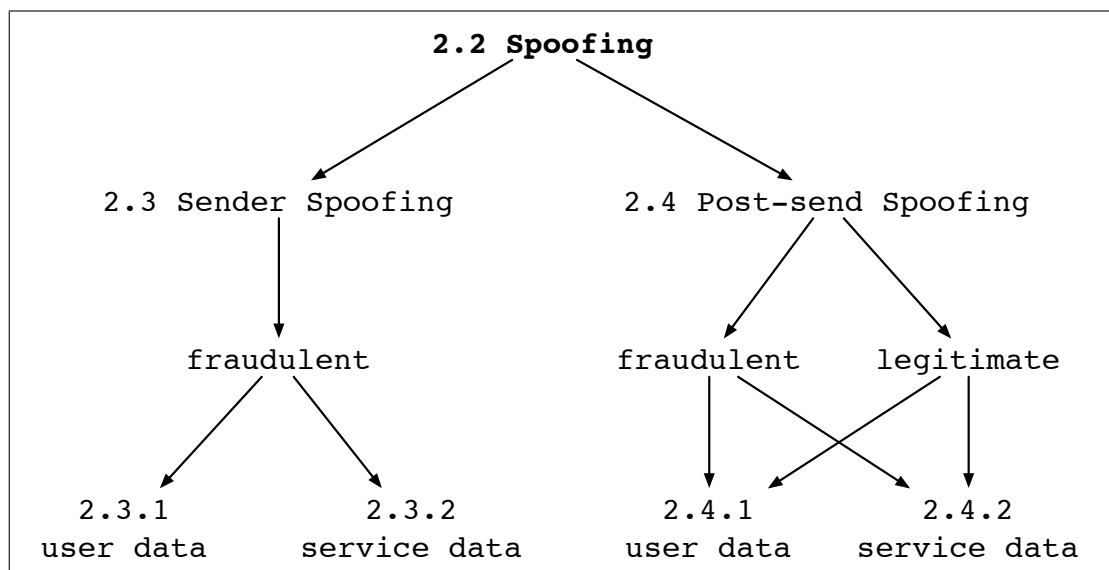 2.2 Spoofing
2.3 Sender Spoofing
2.4 Post-send Spoofing
fraudulent
fraudulent
legitimate
2.3.1
user data
2.3.2
service data
2.4.1
user data
2.4.2
service data